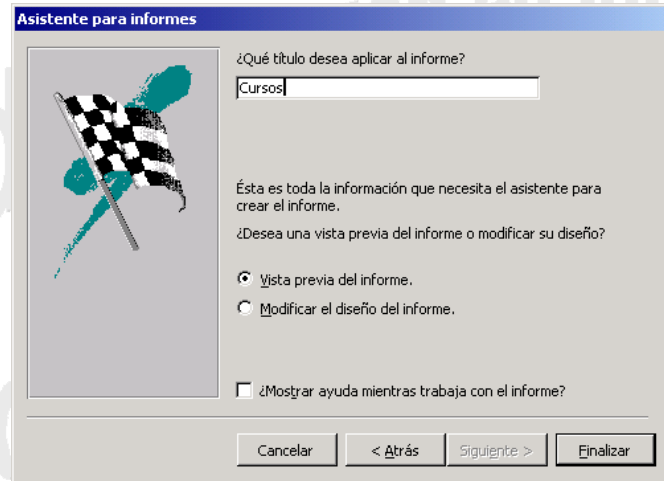 Asistente para informes
¿Qué título desea aplicar al informe?
Cursos
Ésta es toda la información que necesita el asistente para
crear el informe.
¿Desea una vista previa del informe o modificar su diseño?
Vista previa del informe.
Modificar el diseño del informe.
¿Mostrar ayuda mientras trabaja con el informe?
Cancelar < Atrás Siguiente > Finalizar